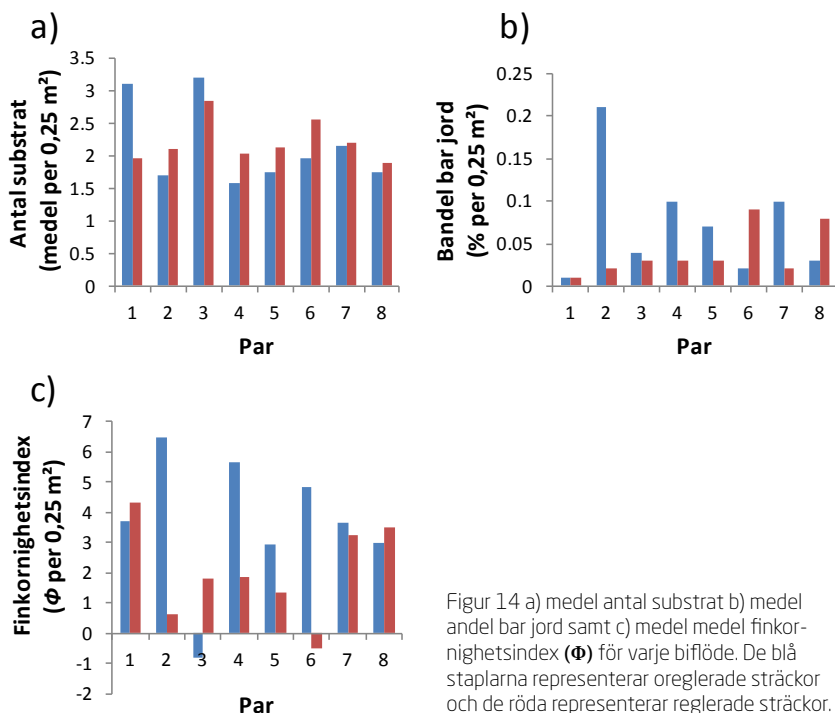 a)
Antal substrat
(medel per 0,25 m²)
3.5
3
2.5
2
1.5
1
0.5
0
1 2 3 4 5 6 7 8
Par
b)
Bandel bar jord
(% per 0,25 m²)
0.25
0.2
0.15
0.1
0.05
0
1 2 3 4 5 6 7 8
Par
c)
Finkornighetsindex
(Φ per 0,25 m²)
7
6
5
4
3
2
1
0
-1
-2
1 2 3 4 5 6 7 8
Par
Figur 14 a) medel antal substrat b) medel
andel bar jord samt c) medel medel finkor-
nighetsindex (Φ) för varje biflöde. De blå
staplarna representerar oreglerade sträckor
och de röda representerar reglerade sträckor.